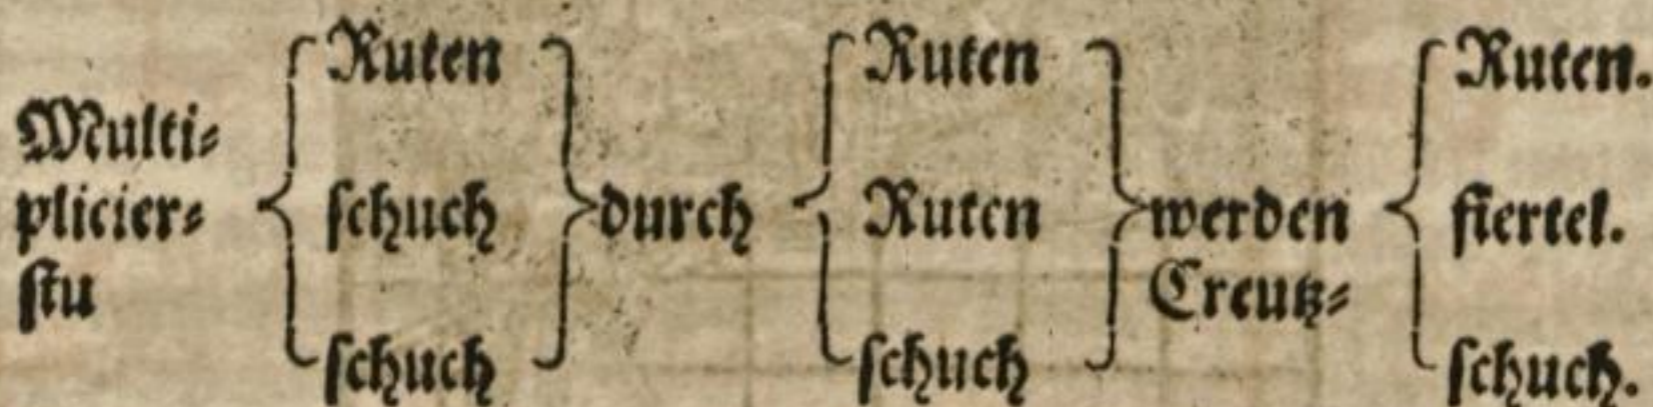 Ruten Ruten Ruten.
Multi⸗
plicier⸗ ſchuch durch Ruten werden fiertel.
ſtu Creutz⸗
ſchuch ſchuch ſchuch.